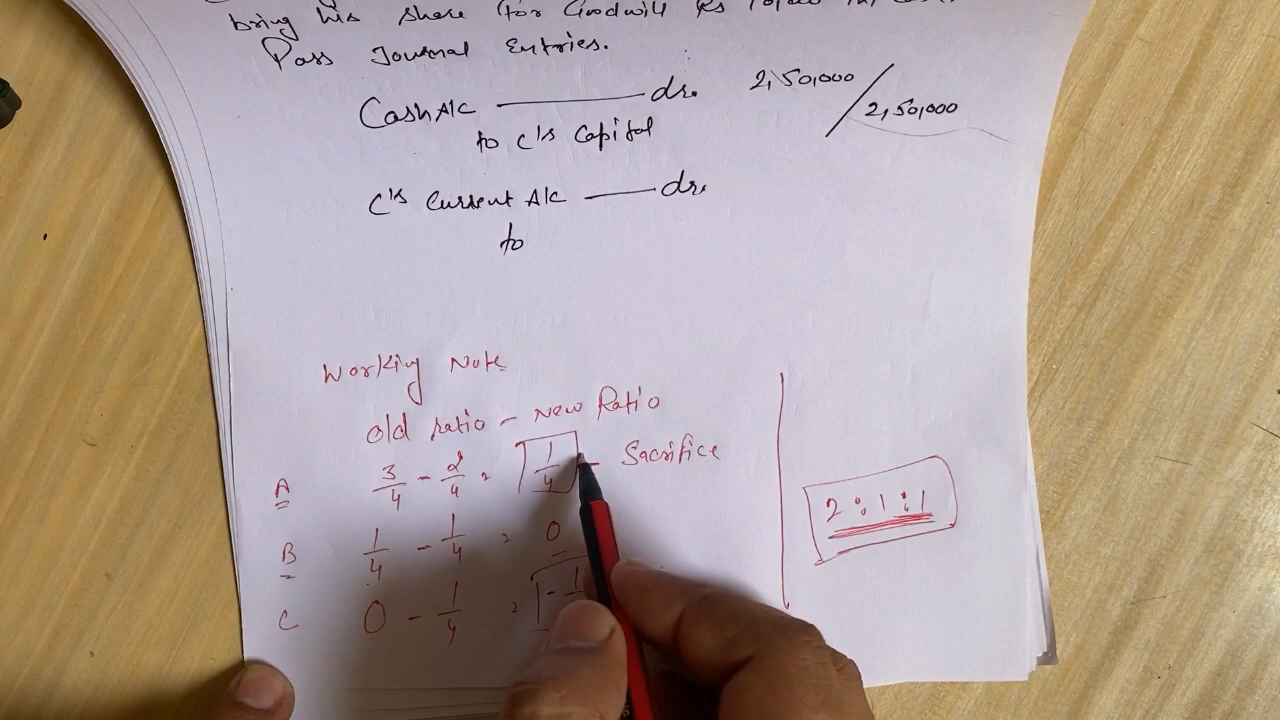 bring his share for Goodwill Rs
Pass Journal Entries.
Cash A/c ——— dr. 2,50,000
to C's Capital 2,50,000
C's Current A/c —— dr.
to
Working Note
Old ratio - New Ratio
A 3/4 - 2/4 = 1/4 - Sacrifice
B 1/4 - 1/4 = 0
C 0 - 1/4 = - 1
2:1:1